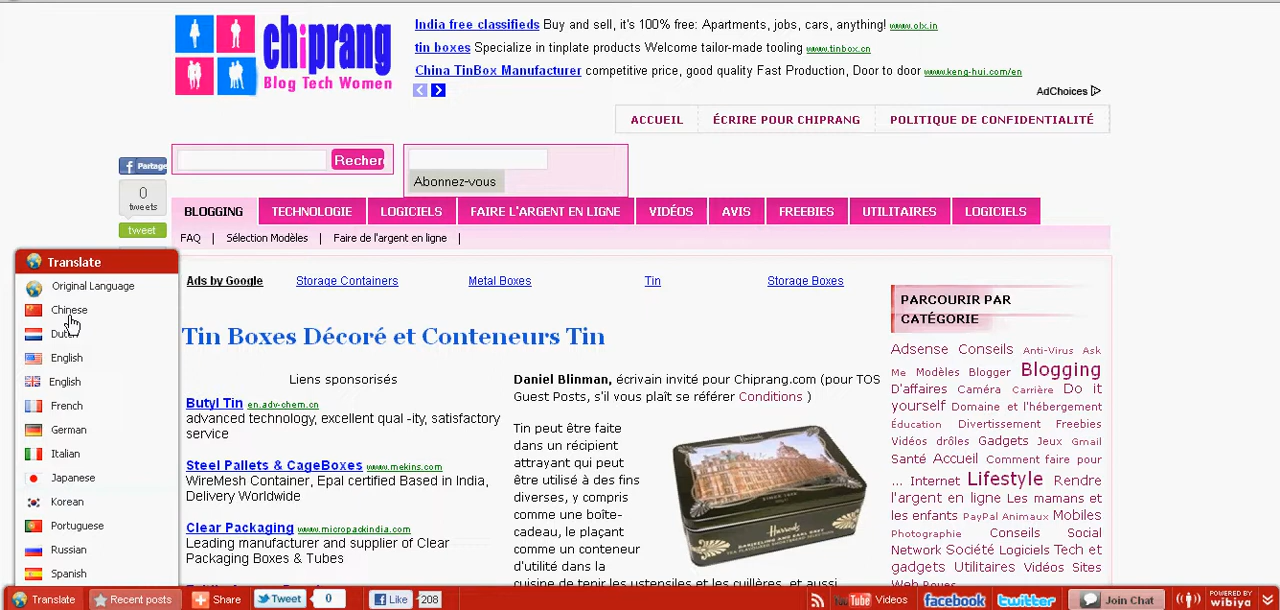 chiprang
Blog Tech Women
India free classifieds Buy and sell, it's 100% free: Apartments, jobs, cars, anything! www.olx.in
tin boxes Specialize in tinplate products Welcome tailor-made tooling www.tinbox.cn
China TinBox Manufacturer competitive price, good quality Fast Production, Door to door www.keng-hui.com/en
AdChoices
ACCUEIL
ÉCRIRE POUR CHIPRANG
POLITIQUE DE CONFIDENTIALITÉ
Partage
0
tweets
tweet
Recher
Abonnez-vous
BLOGGING
TECHNOLOGIE
LOGICIELS
FAIRE L'ARGENT EN LIGNE
VIDÉOS
AVIS
FREEBIES
UTILITAIRES
LOGICIELS
FAQ | Sélection Modèles | Faire de l'argent en ligne |
Translate
Original Language
Chinese
Dutch
English
English
French
German
Italian
Japanese
Korean
Portuguese
Russian
Spanish
Ads by Google
Storage Containers
Metal Boxes
Tin
Storage Boxes
Tin Boxes Décoré et Conteneurs Tin
Liens sponsorisés
Butyl Tin en.adv-chem.cn
advanced technology, excellent qual -ity, satisfactory
service
Steel Pallets & CageBoxes www.mekins.com
WireMesh Container, Epal certified Based in India,
Delivery Worldwide
Clear Packaging www.micropackindia.com
Leading manufacturer and supplier of Clear
Packaging Boxes & Tubes
Daniel Blinman, écrivain invité pour Chiprang.com (pour TOS
Guest Posts, s'il vous plaît se référer Conditions )
Tin peut être faite
dans un récipient
attrayant qui peut
être utilisé à des fins
diverses, y compris
comme une boîte-
cadeau, le plaçant
comme un conteneur
d'utilité dans la
cuisine de tenir les ustensiles et les cuillères, et aussi
Harrods
PARCOURIR PAR
CATÉGORIE
Adsense Conseils Anti-Virus Ask
Me Modèles Blogger Blogging
D'affaires Caméra Carrière Do it
yourself Domaine et l'hébergement
Éducation Divertissement Freebies
Vidéos drôles Gadgets Jeux Gmail
Santé Accueil Comment faire pour
... Internet Lifestyle Rendre
l'argent en ligne Les mamans et
les enfants PayPal Animaux Mobiles
Photographie Conseils Social
Network Société Logiciels Tech et
gadgets Utilitaires Vidéos Sites
Web Poues
Translate
Recent posts
Share
Tweet
0
Like
208
YouTube Videos
facebook
twitter
Join Chat
POWERED BY
wibiya